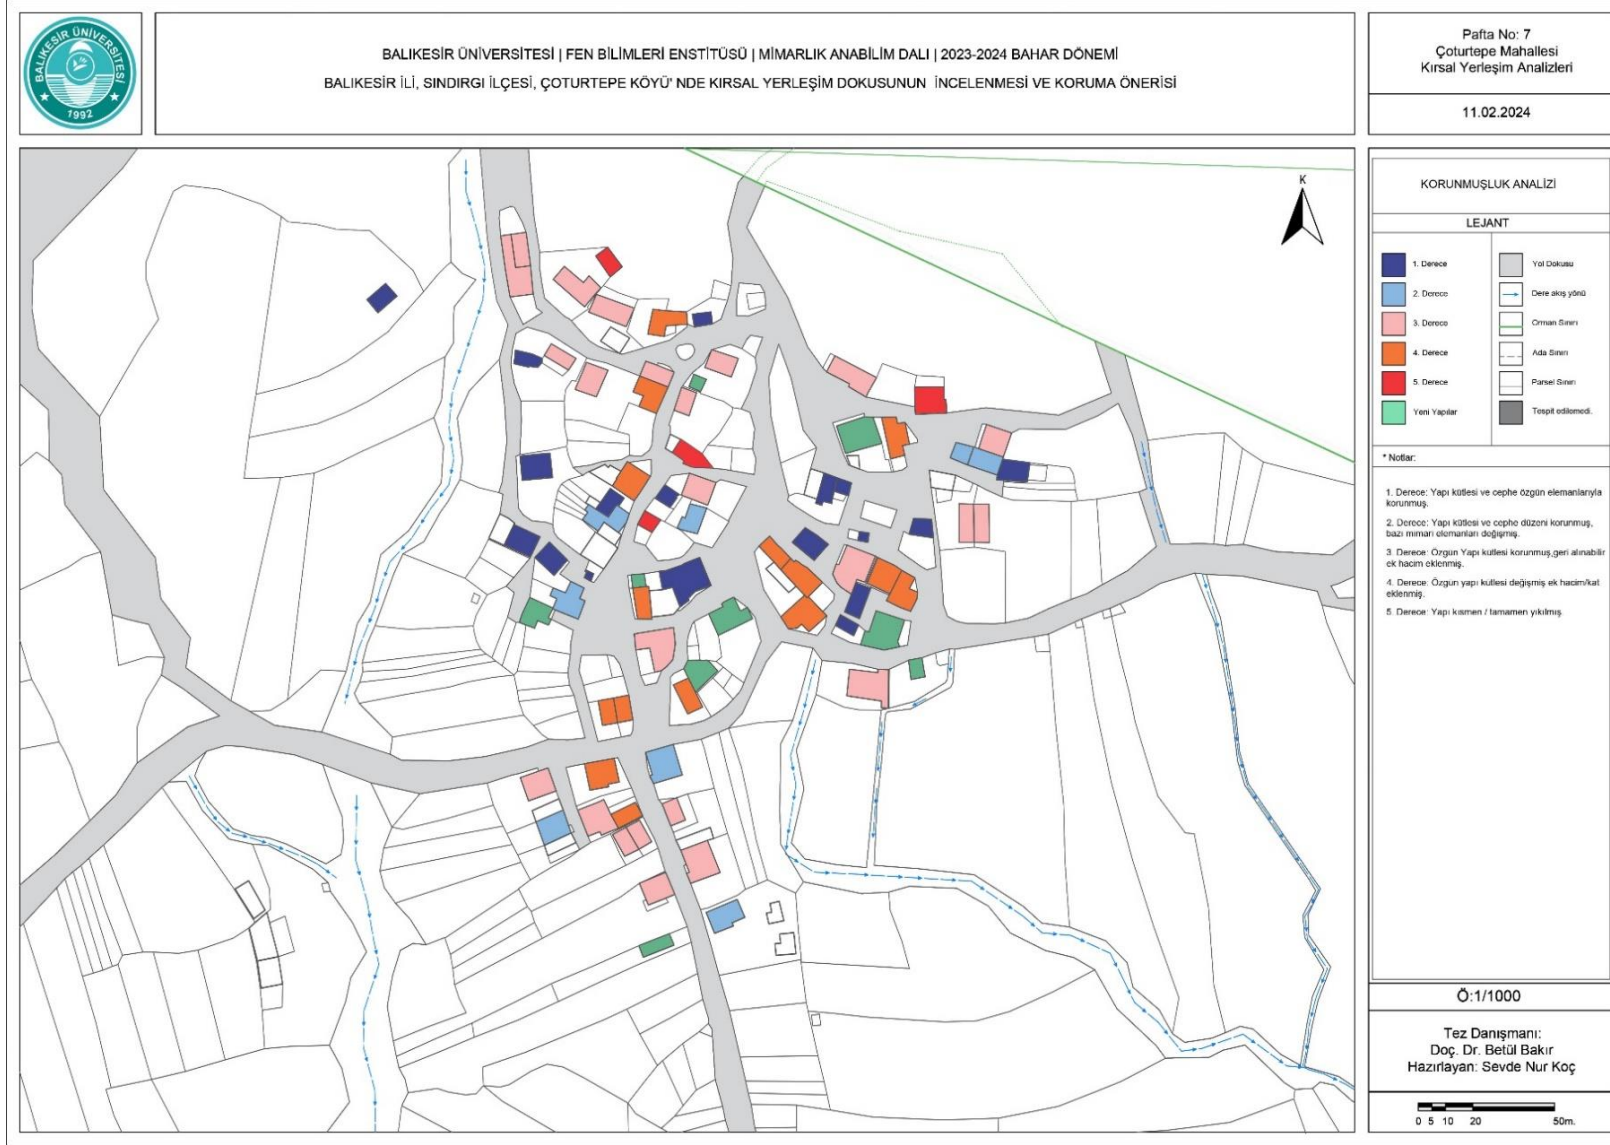 BALIKESİR ÜNİVERSİTESİ
1992
BALIKESİR ÜNİVERSİTESİ | FEN BİLİMLERİ ENSTİTÜSÜ | MİMARLIK ANABİLİM DALI | 2023-2024 BAHAR DÖNEMİ
BALIKESİR İLİ, SINDIRGI İLÇESİ, ÇOTURTEPE KÖYÜ' NDE KIRSAL YERLEŞİM DOKUSUNUN İNCELENMESİ VE KORUMA ÖNERİSİ
Pafta No: 7
Çoturtepe Mahallesi
Kırsal Yerleşim Analizleri
11.02.2024
K
KORUNMUŞLUK ANALİZİ
LEJANT
1. Derece
2. Derece
3. Derece
4. Derece
5. Derece
Yeni Yapılar
Yol Dokusu
Dere akış yönü
Orman Sınırı
Ada Sınırı
Parsel Sınırı
Tespit edilemedi.
* Notlar:
1. Derece: Yapı kütlesi ve cephe özgün elemanlarıyla
korunmuş.
2. Derece: Yapı kütlesi ve cephe düzeni korunmuş,
bazı mimari elemanları değişmiş.
3. Derece: Özgün Yapı kütlesi korunmuş,geri alınabilir
ek hacim eklenmiş.
4. Derece: Özgün yapı kütlesi değişmiş ek hacim/kat
eklenmiş.
5. Derece: Yapı kısmen / tamamen yıkılmış.
Ö:1/1000
Tez Danışmanı:
Doç. Dr. Betül Bakır
Hazırlayan: Sevde Nur Koç
0 5 10 20 50m.